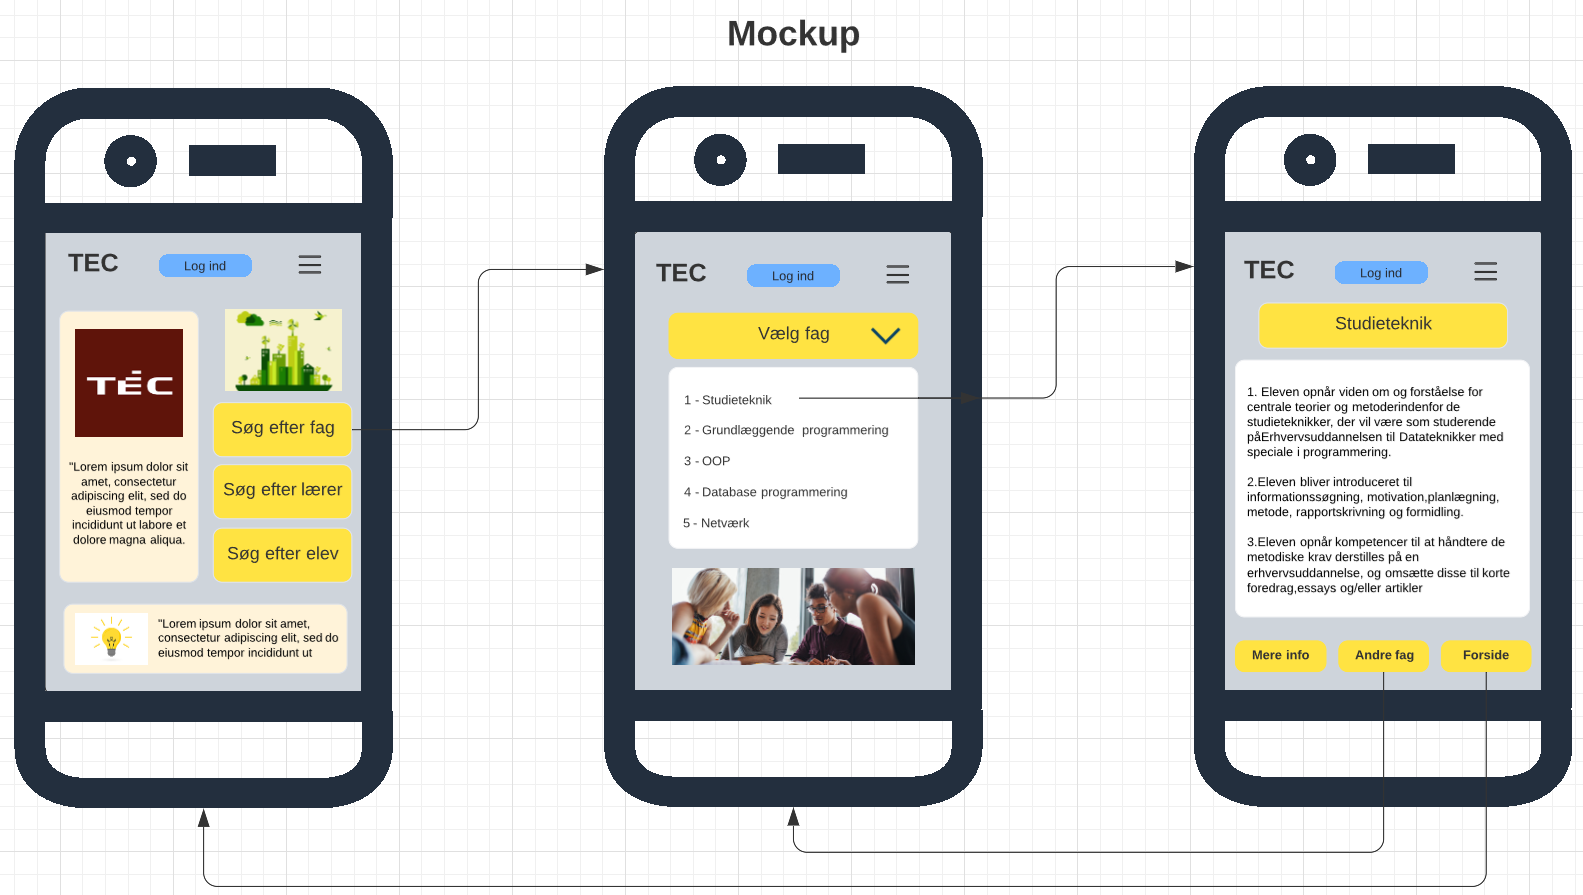 Mockup
TEC
Log ind
TEC
"Lorem ipsum dolor sit
amet, consectetur
adipiscing elit, sed do
eiusmod tempor
incididunt ut labore et
dolore magna aliqua.
Søg efter fag
Søg efter lærer
Søg efter elev
"Lorem ipsum dolor sit amet,
consectetur adipiscing elit, sed do
eiusmod tempor incididunt ut
TEC
Log ind
Vælg fag
1 - Studieteknik
2 - Grundlæggende programmering
3 - OOP
4 - Database programmering
5 - Netværk
TEC
Log ind
Studieteknik
1. Eleven opnår viden om og forståelse for
centrale teorier og metoderindenfor de
studieteknikker, der vil være som studerende
påErhvervsuddannelsen til Datateknikker med
speciale i programmering.
2.Eleven bliver introduceret til
informationssøgning, motivation,planlægning,
metode, rapportskrivning og formidling.
3.Eleven opnår kompetencer til at håndtere de
metodiske krav derstilles på en
erhvervsuddannelse, og omsætte disse til korte
foredrag,essays og/eller artikler
Mere info
Andre fag
Forside